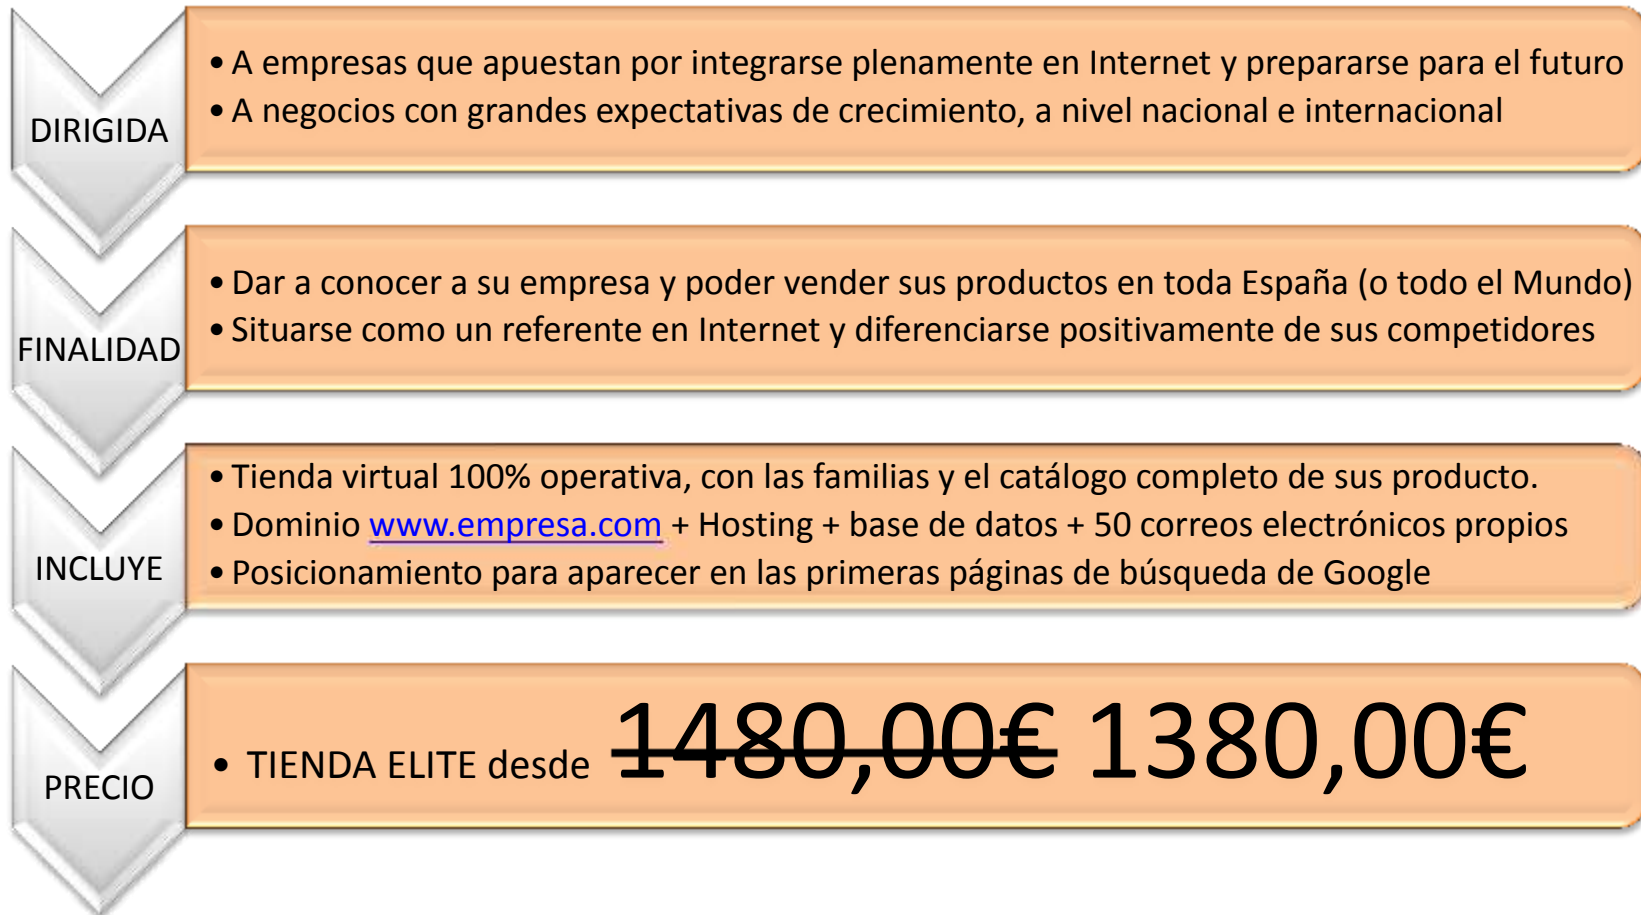 DIRIGIDA
• A empresas que apuestan por integrarse plenamente en Internet y prepararse para el futuro
• A negocios con grandes expectativas de crecimiento, a nivel nacional e internacional
FINALIDAD
• Dar a conocer a su empresa y poder vender sus productos en toda España (o todo el Mundo)
• Situarse como un referente en Internet y diferenciarse positivamente de sus competidores
INCLUYE
• Tienda virtual 100% operativa, con las familias y el catálogo completo de sus producto.
• Dominio www.empresa.com + Hosting + base de datos + 50 correos electrónicos propios
• Posicionamiento para aparecer en las primeras páginas de búsqueda de Google
PRECIO
• TIENDA ELITE desde 1480,00€ 1380,00€